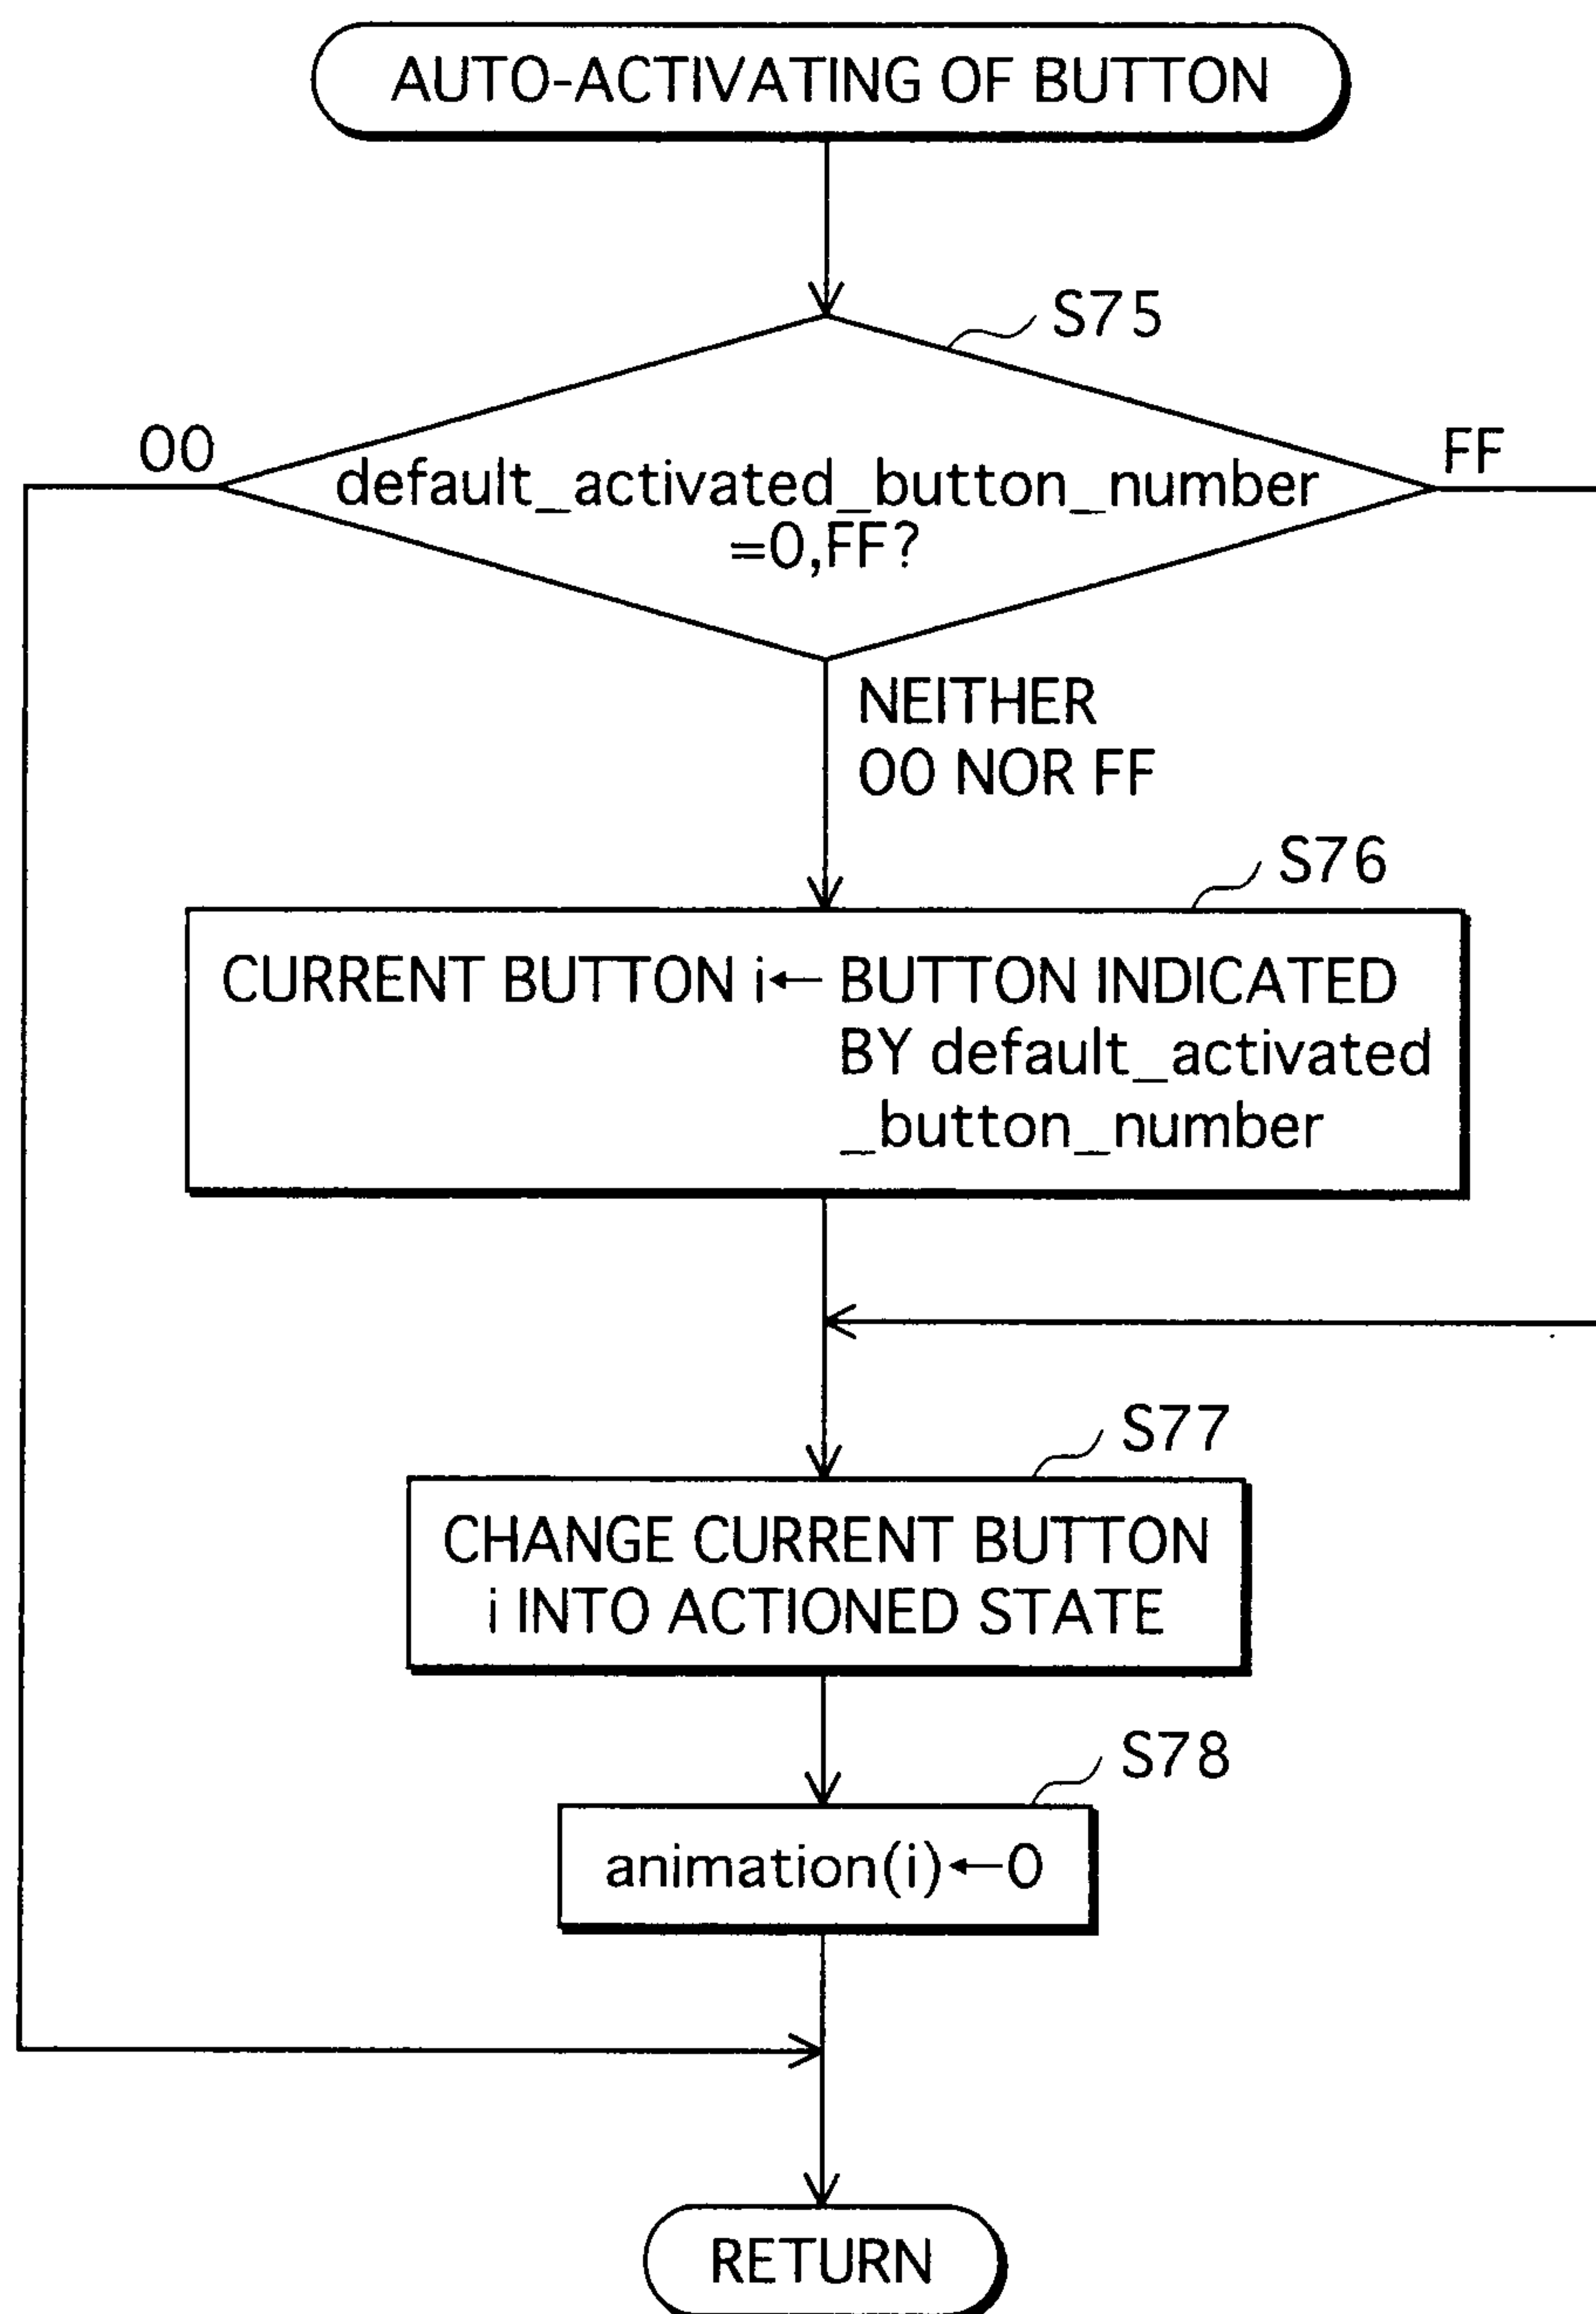 AUTO-ACTIVATING OF BUTTON
S75
00
FF
default_activated_button_number
=0,FF?
NEITHER
00 NOR FF
S76
CURRENT BUTTON i← BUTTON INDICATED
BY default_activated
_button_number
S77
CHANGE CURRENT BUTTON
i INTO ACTIONED STATE
S78
animation(i)←0
RETURN